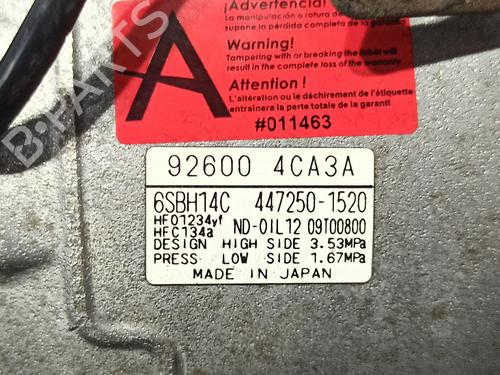 ¡Advertencia!
La manipulación o rotura de
supone la pérdida completa de la garantía
A
Warning!
Tampering with or breaking the label will
result in the complete loss of the warranty
Attention !
L'altération ou le déchirement de l'étiquette
entraînera la perte totale de la garanti
#011463
92600 4CA3A
6SBH14C 447250-1520
HFO1234yf
HFC134a
ND-OIL12 09T00800
DESIGN HIGH SIDE 3.53MPa
PRESS LOW SIDE 1.67MPa
MADE IN JAPAN
B-PARTS